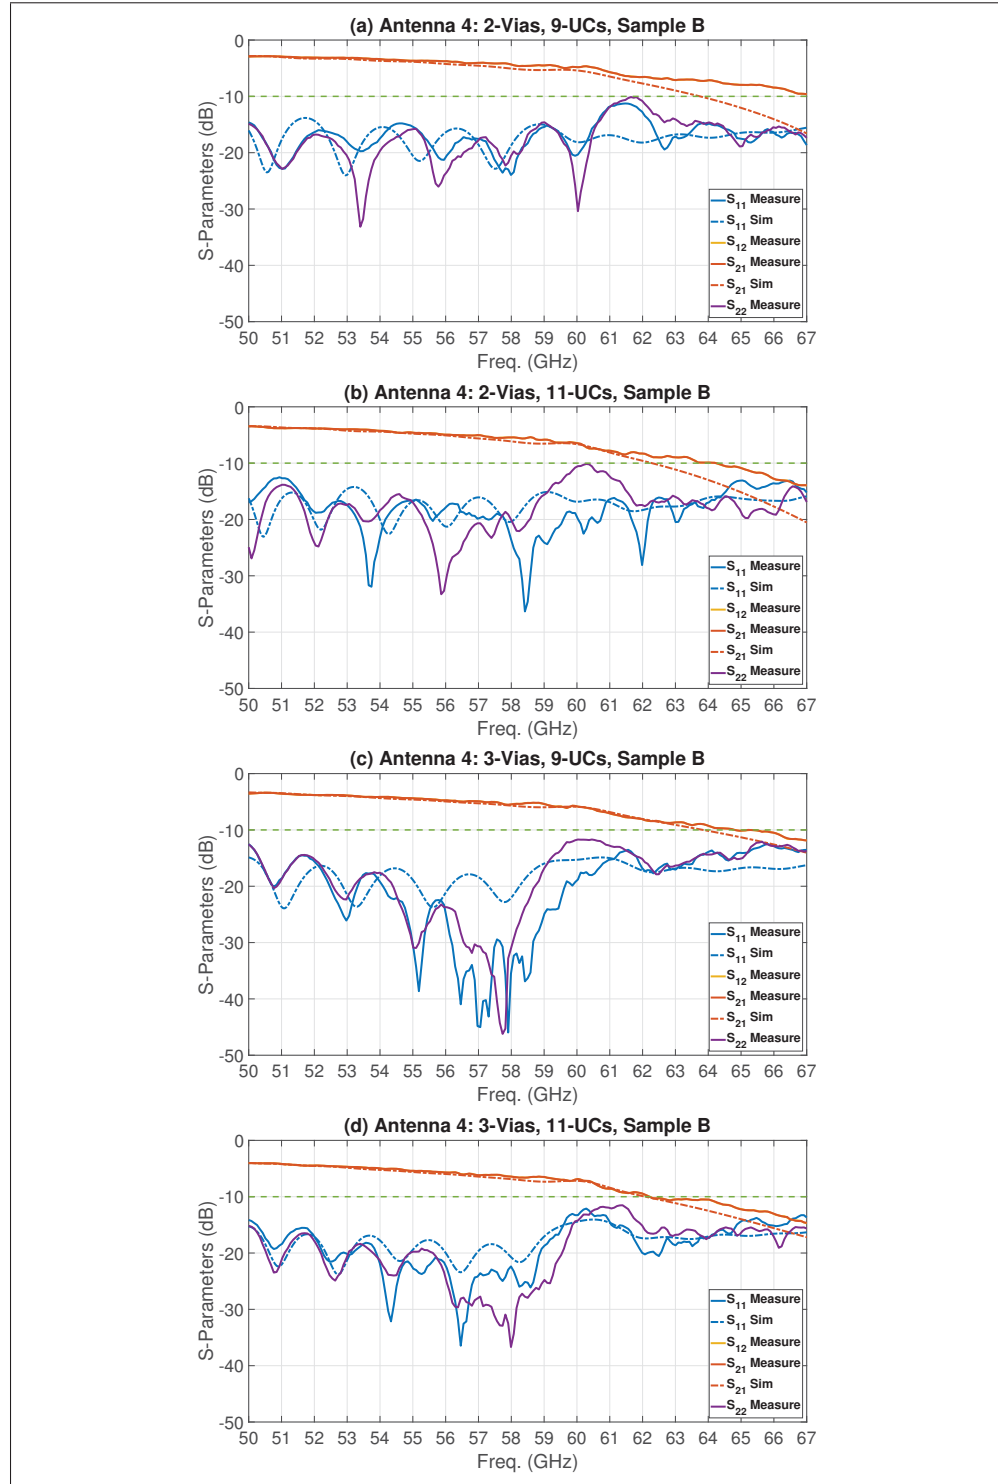 (a) Antenna 4: 2-Vias, 9-UCs, Sample B
S-Parameters (dB)
0
-10
-20
-30
-40
-50
S11 Measure
S11 Sim
S12 Measure
S21 Measure
S21 Sim
S22 Measure
50 51 52 53 54 55 56 57 58 59 60 61 62 63 64 65 66 67
Freq. (GHz)
(b) Antenna 4: 2-Vias, 11-UCs, Sample B
S-Parameters (dB)
0
-10
-20
-30
-40
-50
S11 Measure
S11 Sim
S12 Measure
S21 Measure
S21 Sim
S22 Measure
50 51 52 53 54 55 56 57 58 59 60 61 62 63 64 65 66 67
Freq. (GHz)
(c) Antenna 4: 3-Vias, 9-UCs, Sample B
S-Parameters (dB)
0
-10
-20
-30
-40
-50
S11 Measure
S11 Sim
S12 Measure
S21 Measure
S21 Sim
S22 Measure
50 51 52 53 54 55 56 57 58 59 60 61 62 63 64 65 66 67
Freq. (GHz)
(d) Antenna 4: 3-Vias, 11-UCs, Sample B
S-Parameters (dB)
0
-10
-20
-30
-40
-50
S11 Measure
S11 Sim
S12 Measure
S21 Measure
S21 Sim
S22 Measure
50 51 52 53 54 55 56 57 58 59 60 61 62 63 64 65 66 67
Freq. (GHz)